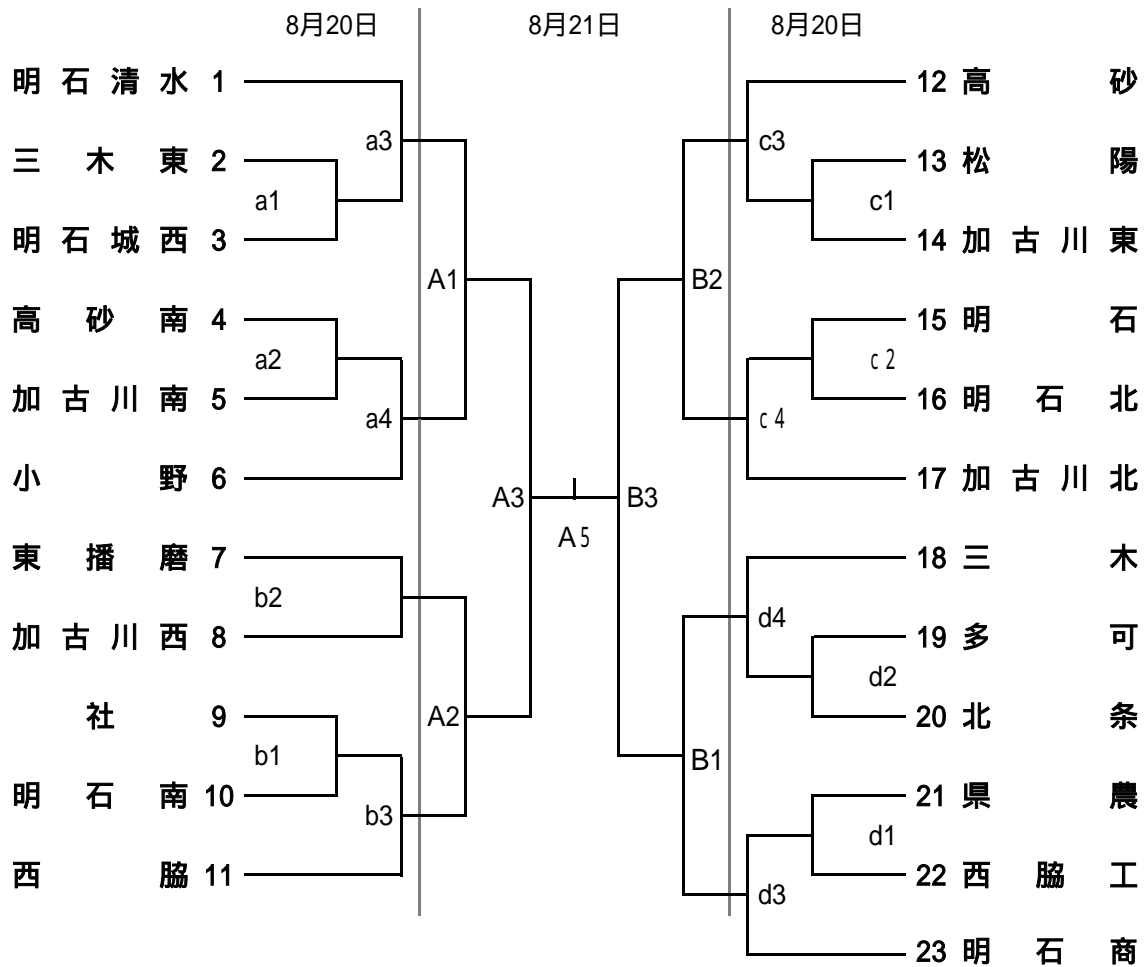 8月20日 8月21日 8月20日
明石清水 1 12 高砂
a3 c3
三木東 2 13 松陽
a1 c1
明石城西 3 14 加古川東
A1 B2
高砂南 4 15 明石
a2 c2
加古川南 5 16 明石北
a4 c4
小野 6 17 加古川北
A3 B3
A5
東播磨 7 18 三木
b2 d4
加古川西 8 19 多可
d2
社 9 A2 20 北条
b1 B1
明石南 10 21 県農
b3 d1
西脇 11 22 西脇工
d3
23 明石商